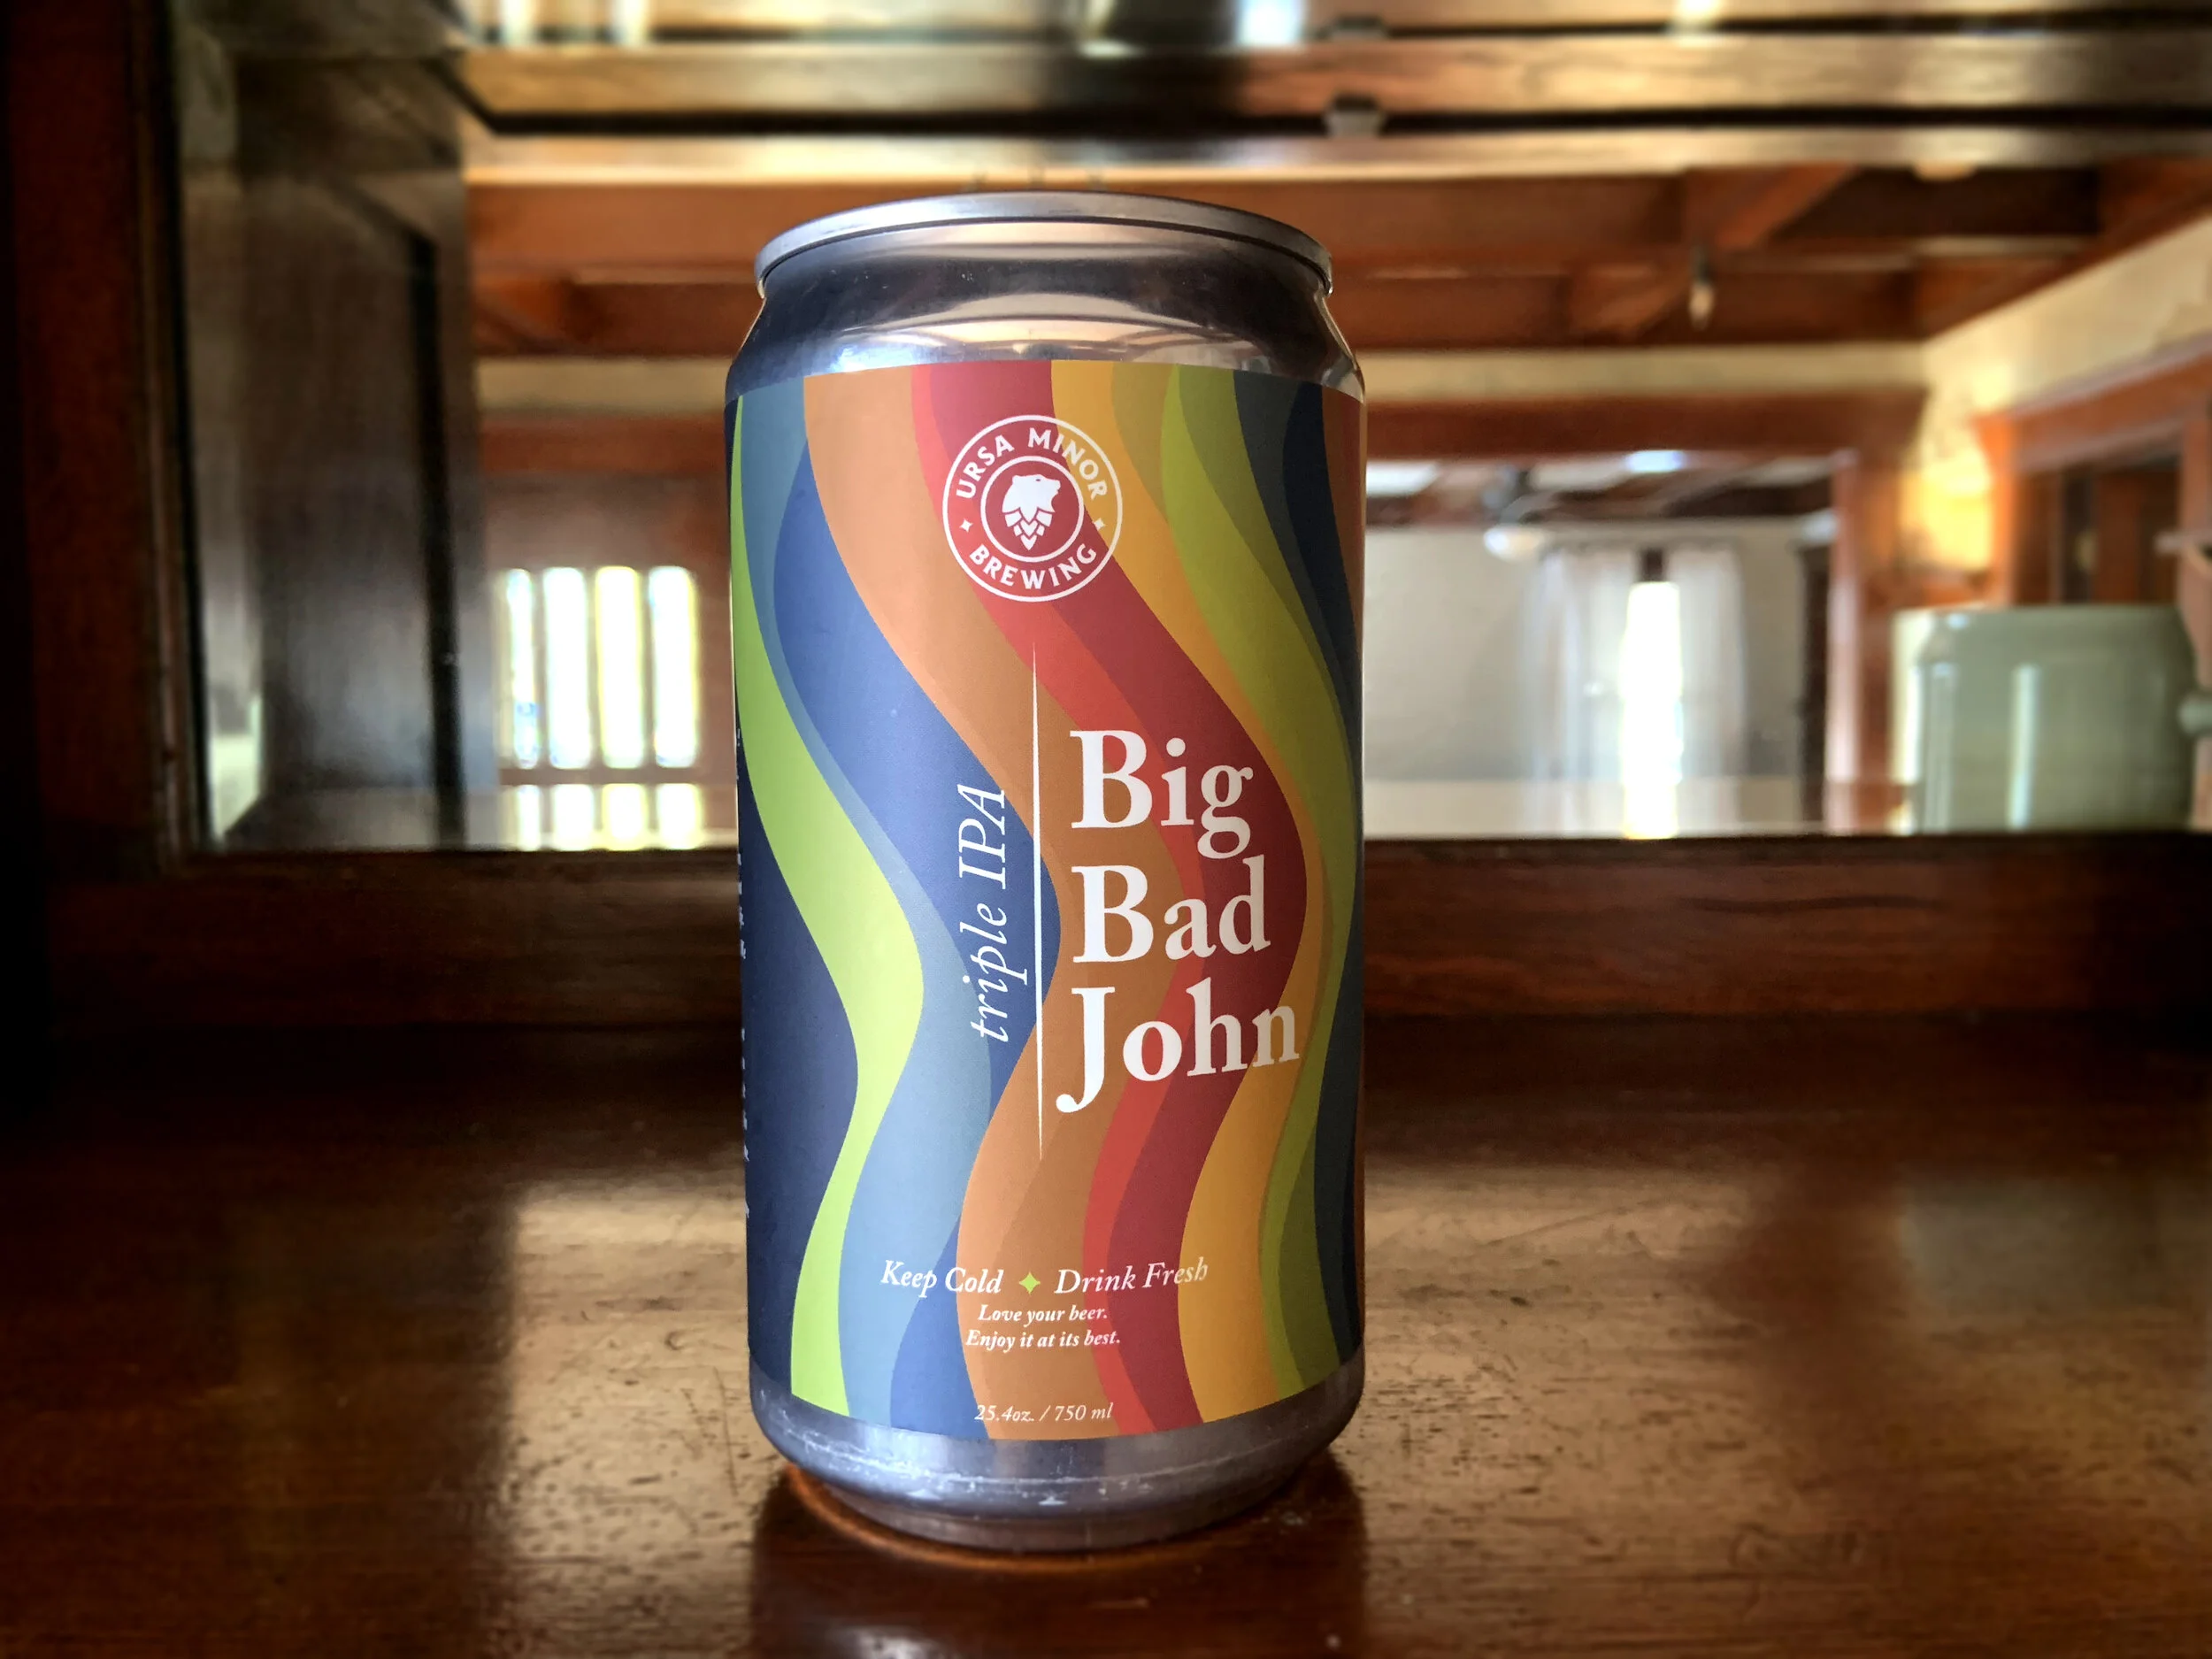 URSA MINOR
BREWING
triple IPA
Big
Bad
John
Keep Cold ✦ Drink Fresh
Love your beer.
Enjoy it at its best.
25.4oz. / 750 ml